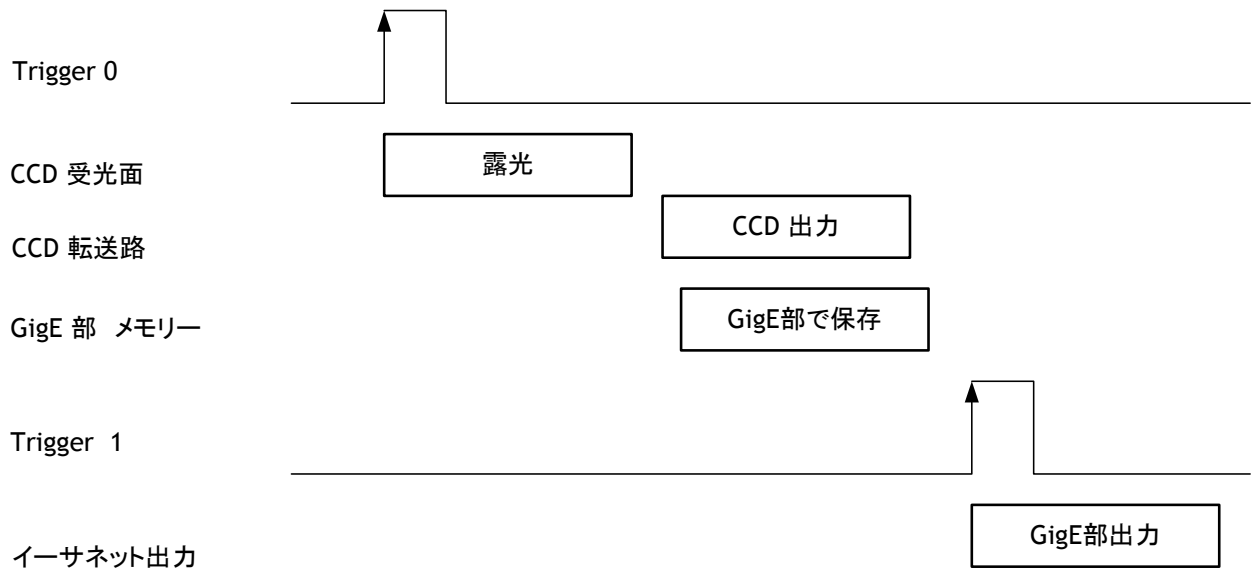 Trigger 0
CCD 受光面
露光
CCD 出力
CCD 転送路
GigE部で保存
GigE 部 メモリー
Trigger 1
GigE部出力
イーサネット出力